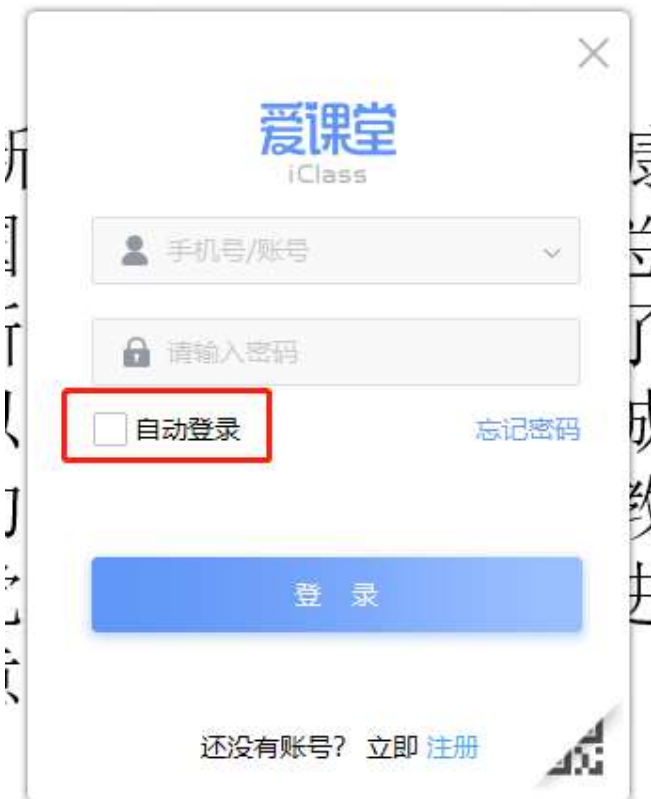 爱课堂
iClass
手机号/账号
请输入密码
自动登录 忘记密码
登 录
还没有账号? 立即 注册